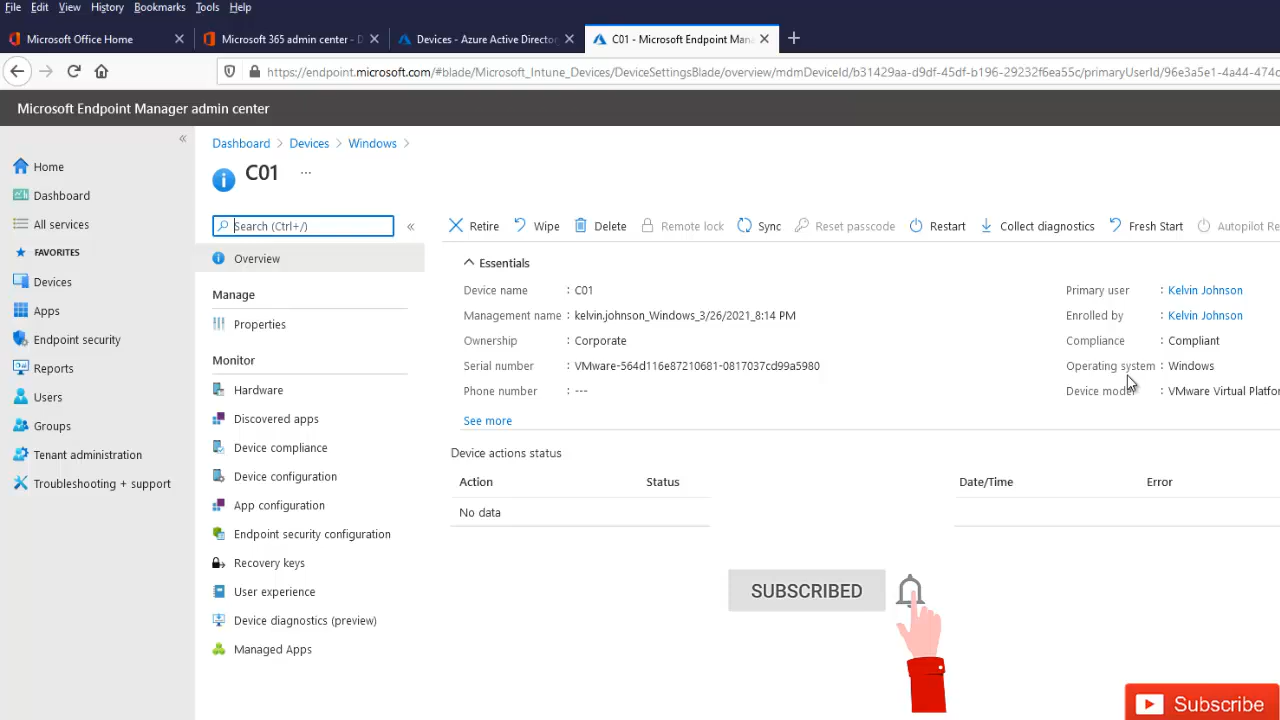 File Edit View History Bookmarks Tools Help
Microsoft Office Home
Microsoft 365 admin center - D
Devices - Azure Active Director
C01 - Microsoft Endpoint Man
https://endpoint.microsoft.com/#blade/Microsoft_Intune_Devices/DeviceSettingsBlade/overview/mdmDeviceId/b31429aa-d9df-45df-b196-29232f6ea55c/primaryUserId/96e3a5e1-4a44-474c
Microsoft Endpoint Manager admin center
Home
Dashboard
All services
FAVORITES
Devices
Apps
Endpoint security
Reports
Users
Groups
Tenant administration
Troubleshooting + support
Dashboard > Devices > Windows >
C01 ...
Search (Ctrl+/)
Overview
Manage
Properties
Monitor
Hardware
Discovered apps
Device compliance
Device configuration
App configuration
Endpoint security configuration
Recovery keys
User experience
Device diagnostics (preview)
Managed Apps
Retire Wipe Delete Remote lock Sync Reset passcode Restart Collect diagnostics Fresh Start Autopilot Re
Essentials
Device name : C01
Management name : kelvin.johnson_Windows_3/26/2021_8:14 PM
Ownership : Corporate
Serial number : VMware-564d116e87210681-0817037cd99a5980
Phone number : ---
See more
Primary user : Kelvin Johnson
Enrolled by : Kelvin Johnson
Compliance : Compliant
Operating system : Windows
Device model : VMware Virtual Platfor
Device actions status
Action Status Date/Time Error
No data
SUBSCRIBED
Subscribe